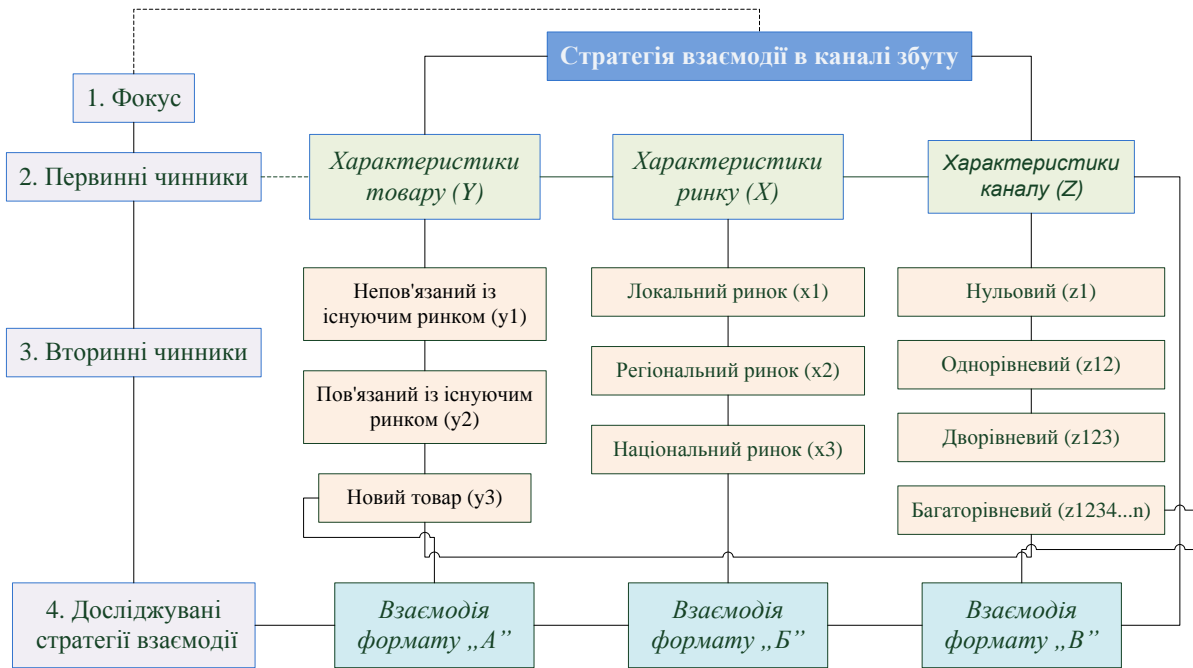 Стратегія взаємодії в каналі збуту
1. Фокус
2. Первинні чинники
Характеристики
товару (Y)
Характеристики
ринку (X)
Характеристики
каналу (Z)
3. Вторинні чинники
Непов'язаний із
існуючим ринком (y1)
Пов'язаний із існуючим
ринком (y2)
Новий товар (y3)
Локальний ринок (x1)
Регіональний ринок (x2)
Національний ринок (x3)
Нульовий (z1)
Однорівневий (z12)
Дворівневий (z123)
Багаторівневий (z1234...n)
4. Досліджувані
стратегії взаємодії
Взаємодія
формату „А”
Взаємодія
формату „Б”
Взаємодія
формату „В”